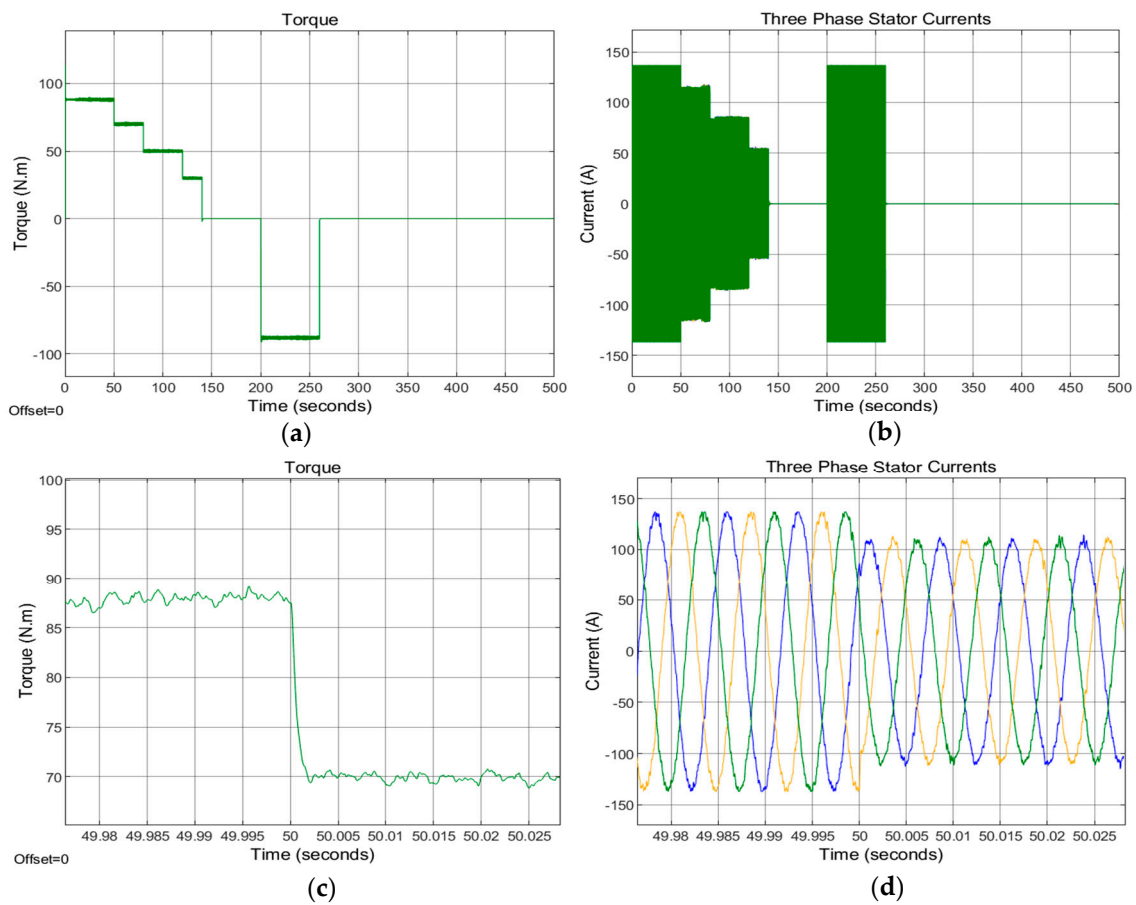 Torque
100
50
0
-50
-100
Torque (N.m)
0 50 100 150 200 250 300 350 400 450 500
Time (seconds)
Offset=0
(a)
Three Phase Stator Currents
150
100
50
0
-50
-100
-150
Current (A)
0 50 100 150 200 250 300 350 400 450 500
Time (seconds)
(b)
Torque
100
95
90
85
80
75
70
Torque (N.m)
49.98 49.985 49.99 49.995 50 50.005 50.01 50.015 50.02 50.025
Time (seconds)
Offset=0
(c)
Three Phase Stator Currents
150
100
50
0
-50
-100
-150
Current (A)
49.98 49.985 49.99 49.995 50 50.005 50.01 50.015 50.02 50.025
Time (seconds)
(d)